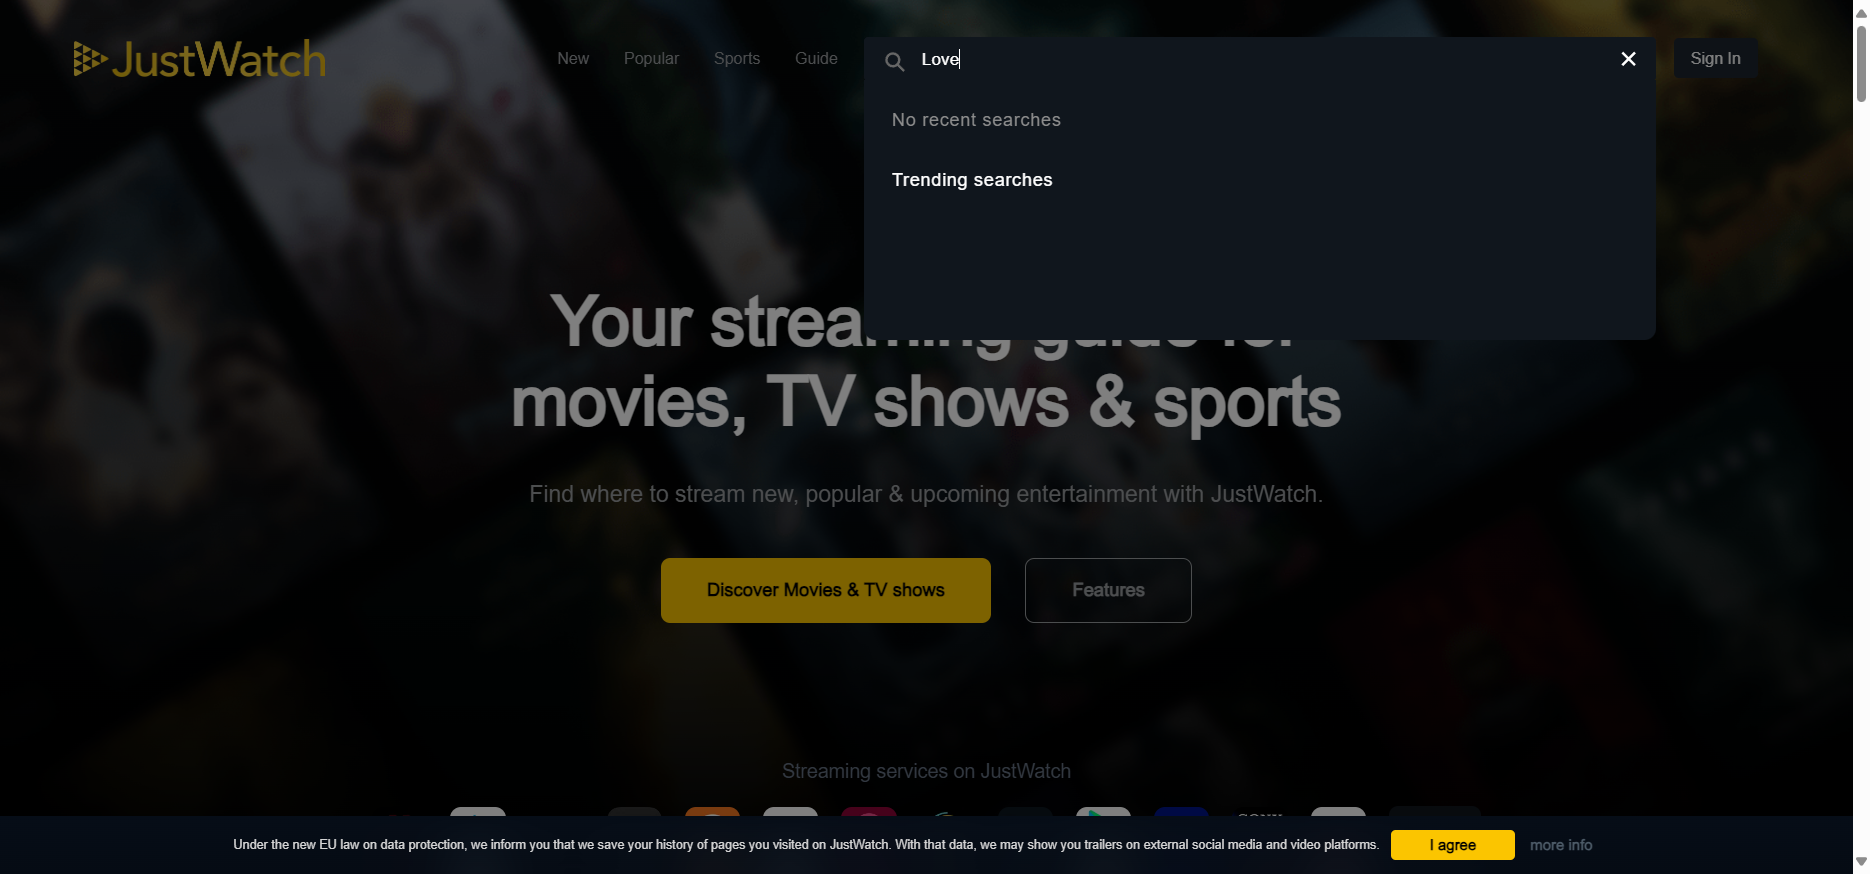 JustWatch
New
Popular
Sports
Guide
Love
Sign In
No recent searches
Trending searches
Your streaming guide for
movies, TV shows & sports
Find where to stream new, popular & upcoming entertainment with JustWatch.
Discover Movies & TV shows
Features
Streaming services on JustWatch
Under the new EU law on data protection, we inform you that we save your history of pages you visited on JustWatch. With that data, we may show you trailers on external social media and video platforms.
I agree
more info